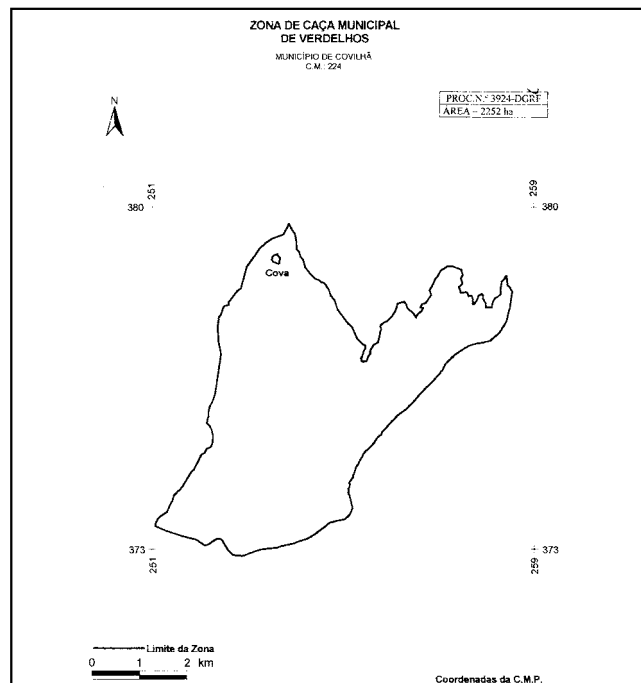 ZONA DE CAÇA MUNICIPAL
DE VERDELHOS
MUNICÍPIO DE COVILHÃ
C.M.: 224
PROC.N.º 3924-DGRF
ÁREA – 2252 ha
N
251
259
380
380
Cova
373
373
251
259
Limite da Zona
0 1 2 km
Coordenadas da C.M.P.